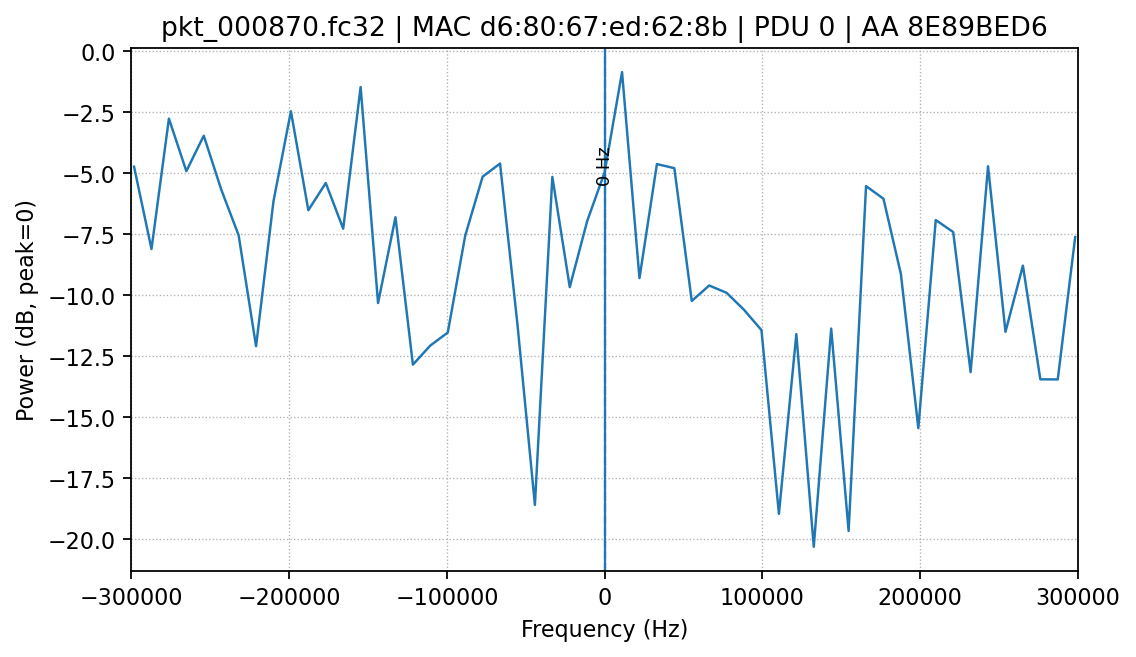 pkt_000870.fc32 | MAC d6:80:67:ed:62:8b | PDU 0 | AA 8E89BED6
Power (dB, peak=0)
0.0
−2.5
−5.0
−7.5
−10.0
−12.5
−15.0
−17.5
−20.0
0 Hz
−300000 −200000 −100000 0 100000 200000 300000
Frequency (Hz)